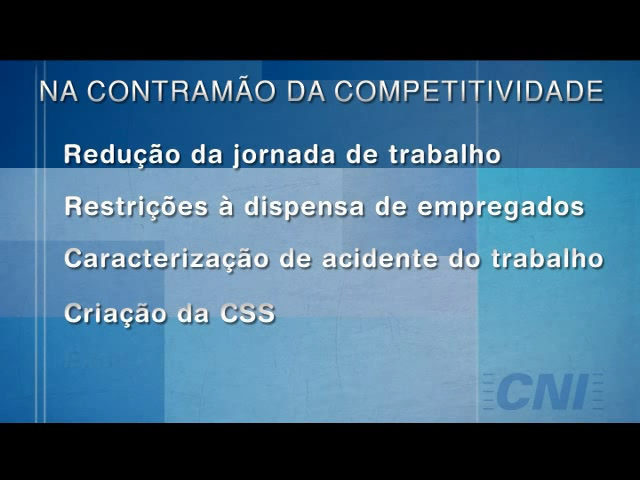 NA CONTRAMÃO DA COMPETITIVIDADE
Redução da jornada de trabalho
Restrições à dispensa de empregados
Caracterização de acidente do trabalho
Criação da CSS
CNI